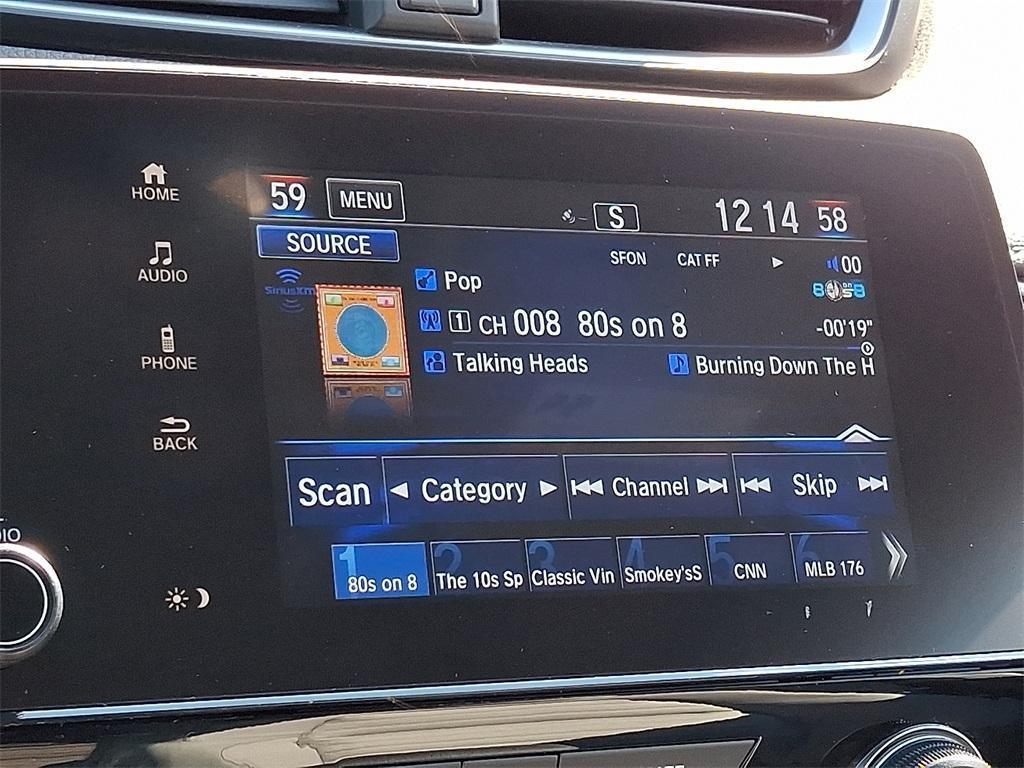 HOME
AUDIO
PHONE
BACK
59 MENU S 12 14 58
SOURCE SFON CAT FF 00
SiriusXM Pop 8on8
1 CH 008 80s on 8 -00'19"
Talking Heads Burning Down The H
Scan Category Channel Skip
1 2 3 4 5 6
80s on 8 The 10s Sp Classic Vin Smokey'sS CNN MLB 176